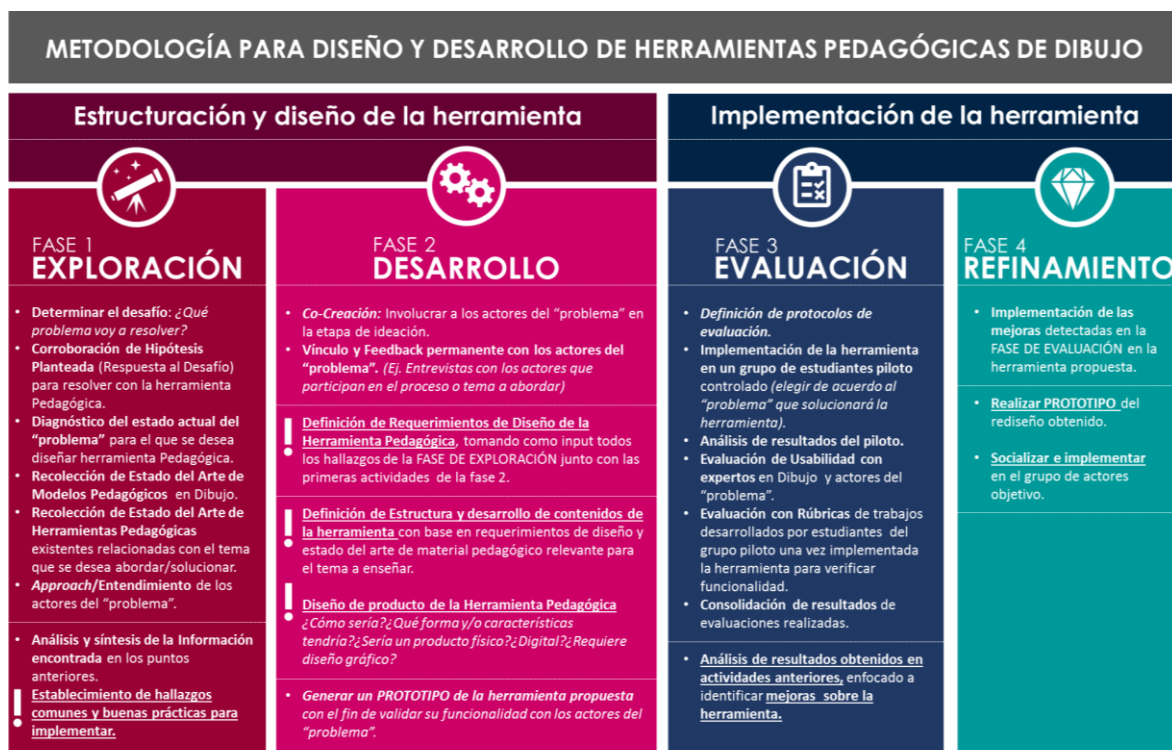 METODOLOGÍA PARA DISEÑO Y DESARROLLO DE HERRAMIENTAS PEDAGÓGICAS DE DIBUJO
Estructuración y diseño de la herramienta
FASE 1
EXPLORACIÓN
• Determinar el desafío: ¿Qué
problema voy a resolver?
• Corroboración de Hipótesis
Planteada (Respuesta al Desafío)
para resolver con la herramienta
Pedagógica.
• Diagnóstico del estado actual del
“problema” para el que se desea
diseñar herramienta Pedagógica.
• Recolección de Estado del Arte de
Modelos Pedagógicos en Dibujo.
• Recolección de Estado del Arte de
Herramientas Pedagógicas
existentes relacionadas con el tema
que se desea abordar/solucionar.
• Approach/Entendimiento de los
actores del “problema”.
• Análisis y síntesis de la Información
encontrada en los puntos
anteriores.
! Establecimiento de hallazgos
comunes y buenas prácticas para
implementar.
FASE 2
DESARROLLO
• Co-Creación: Involucrar a los actores del “problema” en
la etapa de ideación.
• Vínculo y Feedback permanente con los actores del
“problema”. (Ej. Entrevistas con los actores que
participan en el proceso o tema a abordar)
! Definición de Requerimientos de Diseño de la
Herramienta Pedagógica, tomando como input todos
los hallazgos de la FASE DE EXPLORACIÓN junto con las
primeras actividades de la fase 2.
! Definición de Estructura y desarrollo de contenidos de
la herramienta con base en requerimientos de diseño y
estado del arte de material pedagógico relevante para
el tema a enseñar.
! Diseño de producto de la Herramienta Pedagógica
¿Cómo sería?¿Qué forma y/o características
tendría?¿Sería un producto físico?¿Digital?¿Requiere
diseño gráfico?
• Generar un PROTOTIPO de la herramienta propuesta
con el fin de validar su funcionalidad con los actores del
“problema”.
Implementación de la herramienta
FASE 3
EVALUACIÓN
• Definición de protocolos de
evaluación.
• Implementación de la herramienta
en un grupo de estudiantes piloto
controlado (elegir de acuerdo al
“problema” que solucionará la
herramienta).
• Análisis de resultados del piloto.
• Evaluación de Usabilidad con
expertos en Dibujo y actores del
“problema”.
• Evaluación con Rúbricas de trabajos
desarrollados por estudiantes del
grupo piloto una vez implementada
la herramienta para verificar
funcionalidad.
• Consolidación de resultados de
evaluaciones realizadas.
• Análisis de resultados obtenidos en
actividades anteriores, enfocado a
identificar mejoras sobre la
herramienta.
FASE 4
REFINAMIENTO
• Implementación de las
mejoras detectadas en la
FASE DE EVALUACIÓN en la
herramienta propuesta.
• Realizar PROTOTIPO del
rediseño obtenido.
• Socializar e implementar
en el grupo de actores
objetivo.